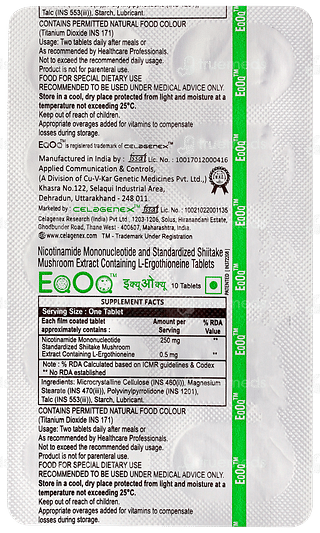 Talc (INS 553(iii)), Starch, Lubricant.
CONTAINS PERMITTED NATURAL FOOD COLOUR
(Titanium Dioxide INS 171)
Usage: Two tablets daily after meals or
As recommended by Healthcare Professionals.
Not to exceed the recommended daily usage.
Product is not for parenteral use.
FOOD FOR SPECIAL DIETARY USE
RECOMMENDED TO BE USED UNDER MEDICAL ADVICE ONLY.
Store in a cool, dry place protected from light and moisture at a
temperature not exceeding 25°C.
Keep out of reach of children.
Appropriate overages added for vitamins to compensate
losses during storage.
EqOq™ is registered trademark of CELAGENEX™
Manufactured in India by : fssai Lic. No. : 10017012000416
Applied Communication & Controls,
(A Division of Cu-V-Kar Genetic Medicines Pvt. Ltd.,)
Khasra No.122, Selaqui Industrial Area,
Dehradun, Uttarakhand - 248 011.
Marketed by : CELAGENEX™ fssai Lic. No. : 10021022001135
Celagenex Research (India) Pvt Ltd., 1203-1206, Solus, Hiranandani Estate,
Ghodbunder Road, Thane West - 400607, Maharashtra, India.
www.celagenex.com TM - Trademark Under Registration
Nicotinamide Mononucleotide and Standardized Shiitake
Mushroom Extract Containing L-Ergothioneine Tablets
EqOq™ इक्यूओक्यू 10 Tablets
SUPPLEMENT FACTS
Serving Size : One Tablet
Each film coated tablet approximately contains : Amount per Serving % RDA Value
Nicotinamide Mononucleotide 250 mg **
Standardized Shiitake Mushroom
Extract Containing L-Ergothioneine 0.5 mg **
Note : % RDA Calculated based on ICMR guidelines & Codex
** No RDA established
Ingredients: Microcrystalline Cellulose (INS 460(i)), Magnesium
Stearate (INS 470(iii)), Polyvinylpyrrolidone (INS 1201),
Talc (INS 553(iii)), Starch, Lubricant.
CONTAINS PERMITTED NATURAL FOOD COLOUR
(Titanium Dioxide INS 171)
Usage: Two tablets daily after meals or
As recommended by Healthcare Professionals.
Not to exceed the recommended daily usage.
Product is not for parenteral use.
FOOD FOR SPECIAL DIETARY USE
RECOMMENDED TO BE USED UNDER MEDICAL ADVICE ONLY.
Store in a cool, dry place protected from light and moisture at a
temperature not exceeding 25°C.
Keep out of reach of children.
Appropriate overages added for vitamins to compensate
losses during storage.
EqOq™
EqOq™
EqOq™
EqOq™
EqOq™
EqOq™